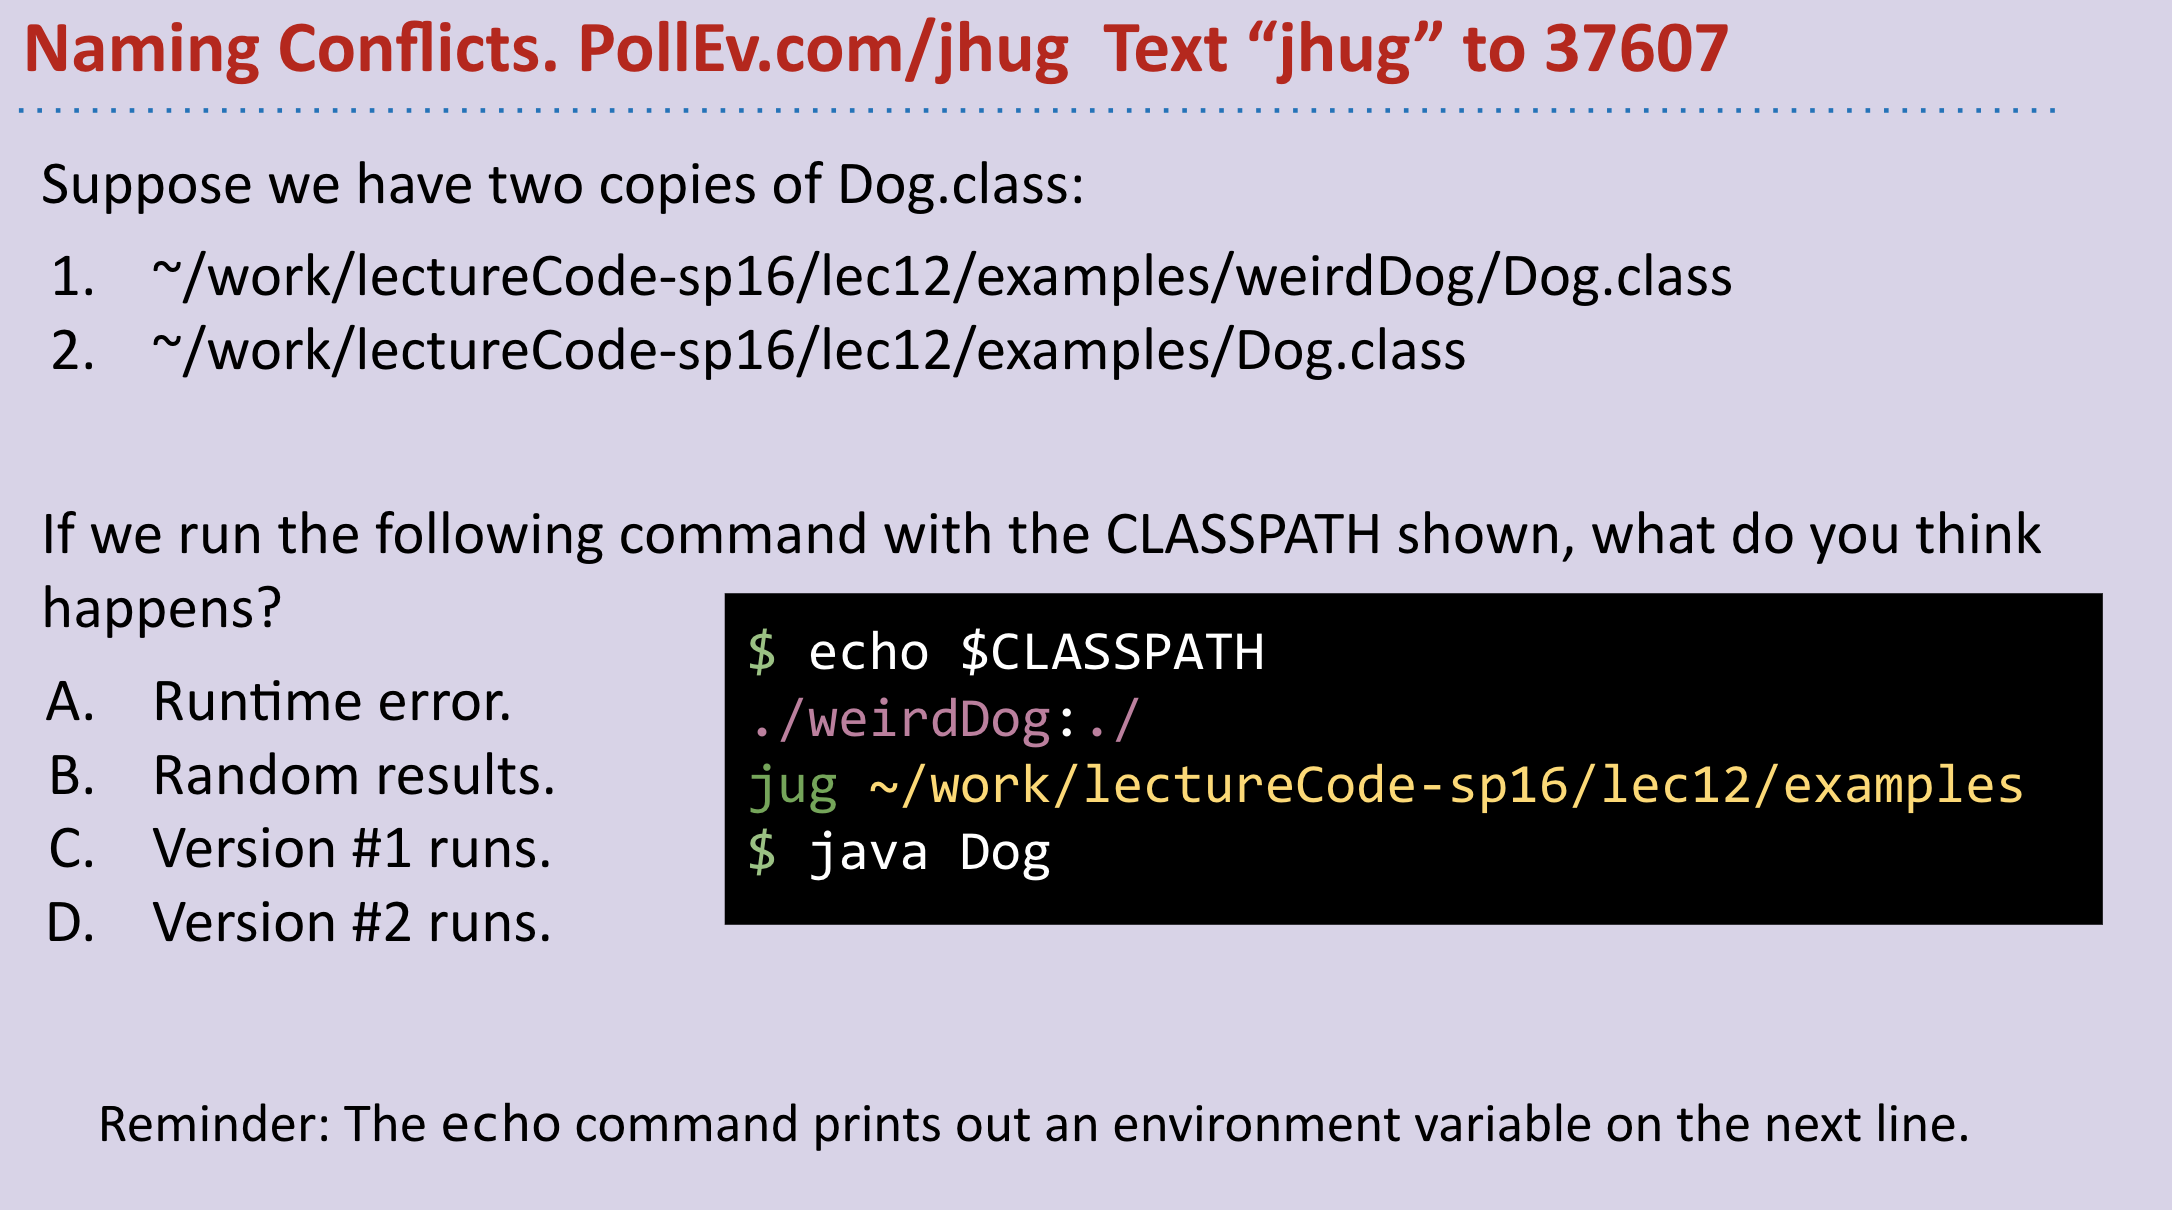 Naming Conflicts. PollEv.com/jhug  Text “jhug” to 37607
Suppose we have two copies of Dog.class:
1. ~/work/lectureCode-sp16/lec12/examples/weirdDog/Dog.class
2. ~/work/lectureCode-sp16/lec12/examples/Dog.class
If we run the following command with the CLASSPATH shown, what do you think
happens?
A. Runtime error.
B. Random results.
C. Version #1 runs.
D. Version #2 runs.
$ echo $CLASSPATH
./weirdDog:./
jug ~/work/lectureCode-sp16/lec12/examples
$ java Dog
Reminder: The echo command prints out an environment variable on the next line.